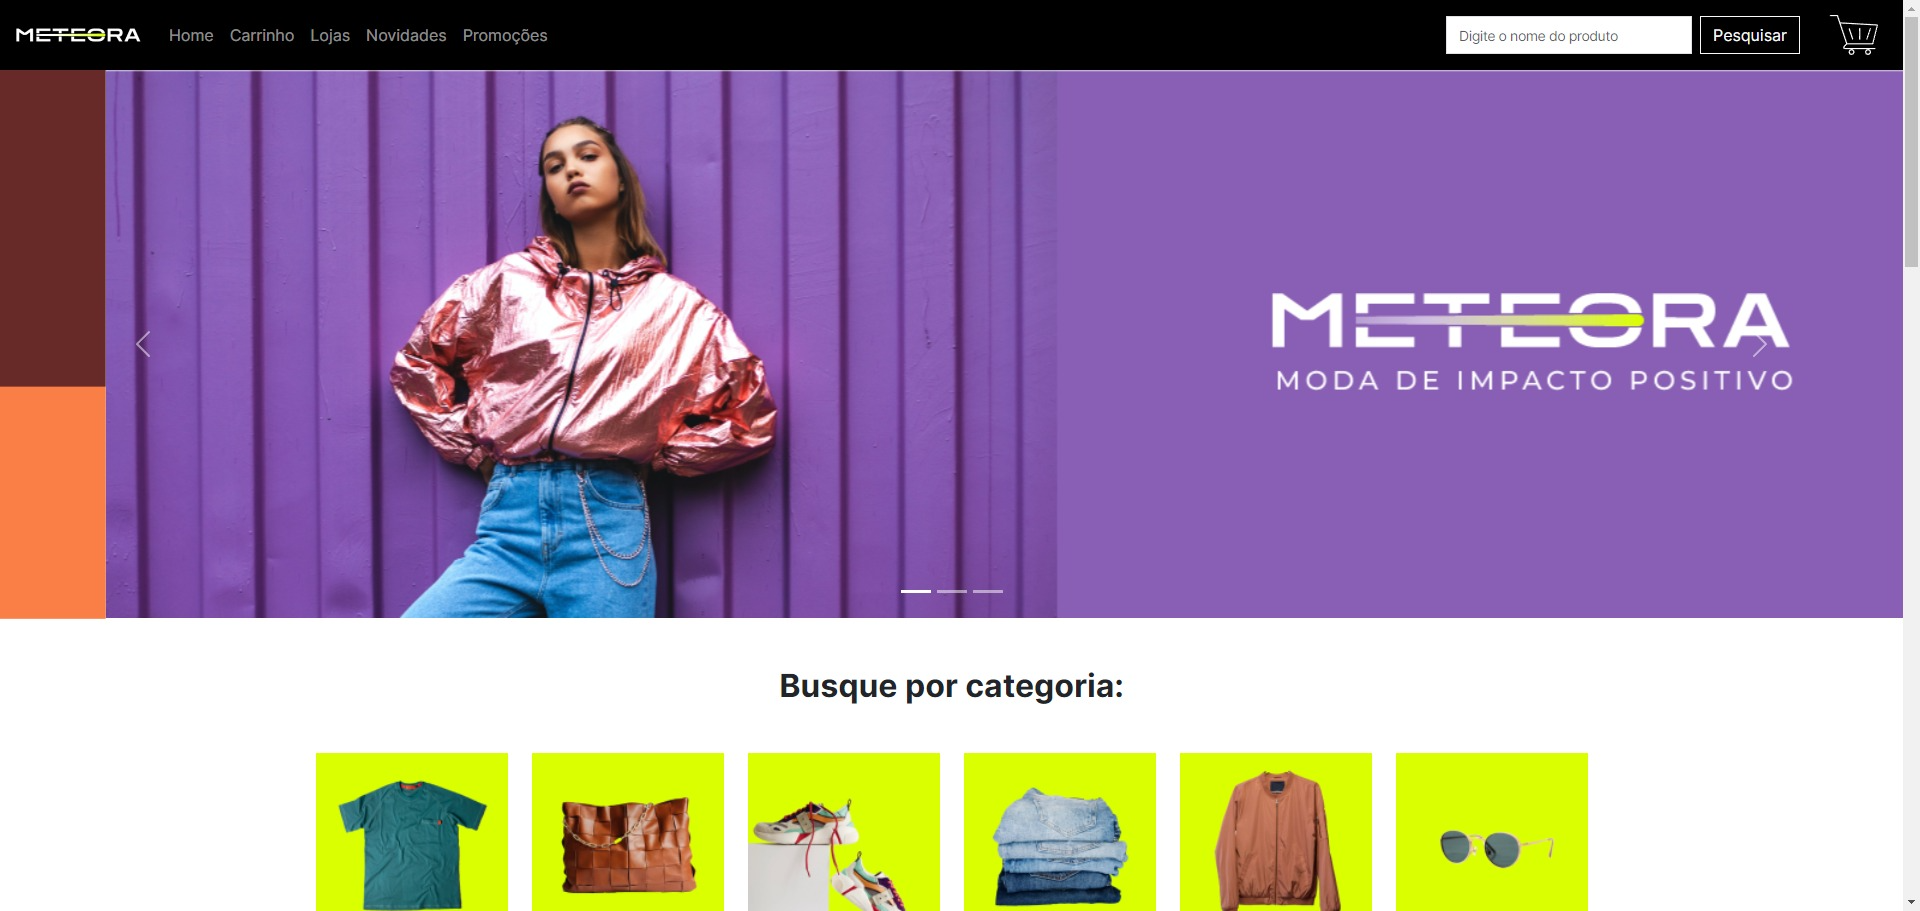 METEORA
Home Carrinho Lojas Novidades Promoções
Digite o nome do produto
Pesquisar
METEORA
MODA DE IMPACTO POSITIVO
Busque por categoria: